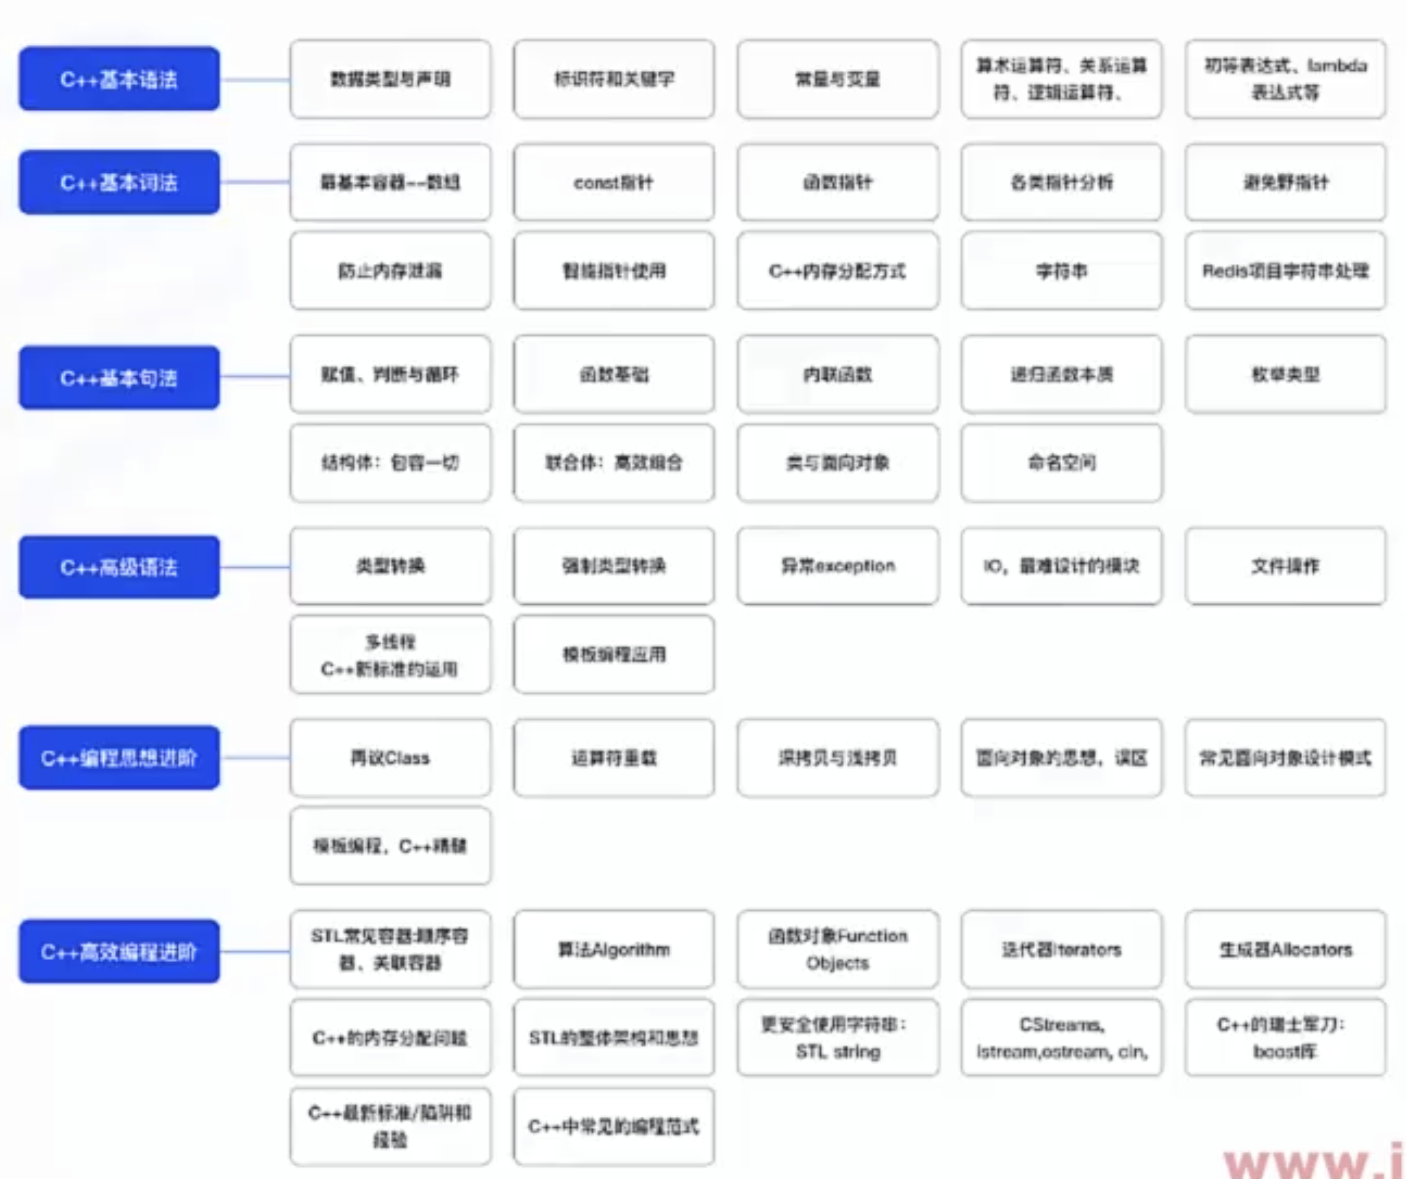 C++基本语法
数据类型与声明
标识符和关键字
常量与变量
算术运算符、关系运算
符、逻辑运算符、
初等表达式、lambda
表达式等
C++基本词法
最基本容器--数组
const指针
函数指针
各类指针分析
避免野指针
防止内存泄漏
智能指针使用
C++内存分配方式
字符串
Redis项目字符串处理
C++基本句法
赋值、判断与循环
函数基础
内联函数
递归函数本质
枚举类型
结构体：包容一切
联合体：高效组合
类与面向对象
命名空间
C++高级语法
类型转换
强制类型转换
异常exception
IO，最难设计的模块
文件操作
多线程
C++新标准的运用
模板编程应用
C++编程思想进阶
再议Class
运算符重载
深拷贝与浅拷贝
面向对象的思想，误区
常见面向对象设计模式
模板编程，C++精髓
C++高效编程进阶
STL常见容器:顺序容
器、关联容器
算法Algorithm
函数对象Function
Objects
迭代器Iterators
生成器Allocators
C++的内存分配问题
STL的整体架构和思想
更安全使用字符串：
STL string
CStreams,
istream,ostream, cin,
C++的瑞士军刀：
boost库
C++最新标准/陷阱和
经验
C++中常见的编程范式
www.i